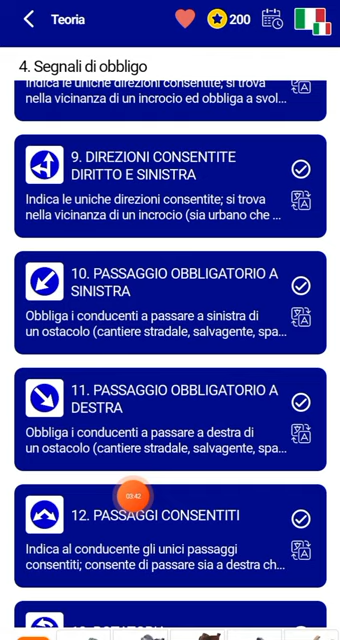 Teoria
200
4. Segnali di obbligo
Indica le uniche direzioni consentite; si trova
nella vicinanza di un incrocio ed obbliga a svol...
9. DIREZIONI CONSENTITE
DIRITTO E SINISTRA
Indica le uniche direzioni consentite; si trova
nella vicinanza di un incrocio (sia urbano che ...
10. PASSAGGIO OBBLIGATORIO A
SINISTRA
Obbliga i conducenti a passare a sinistra di
un ostacolo (cantiere stradale, salvagente, spa...
11. PASSAGGIO OBBLIGATORIO A
DESTRA
Obbliga i conducenti a passare a destra di
un ostacolo (cantiere stradale, salvagente, spa...
03:42
12. PASSAGGI CONSENTITI
Indica al conducente gli unici passaggi
consentiti; consente di passare sia a destra ch...